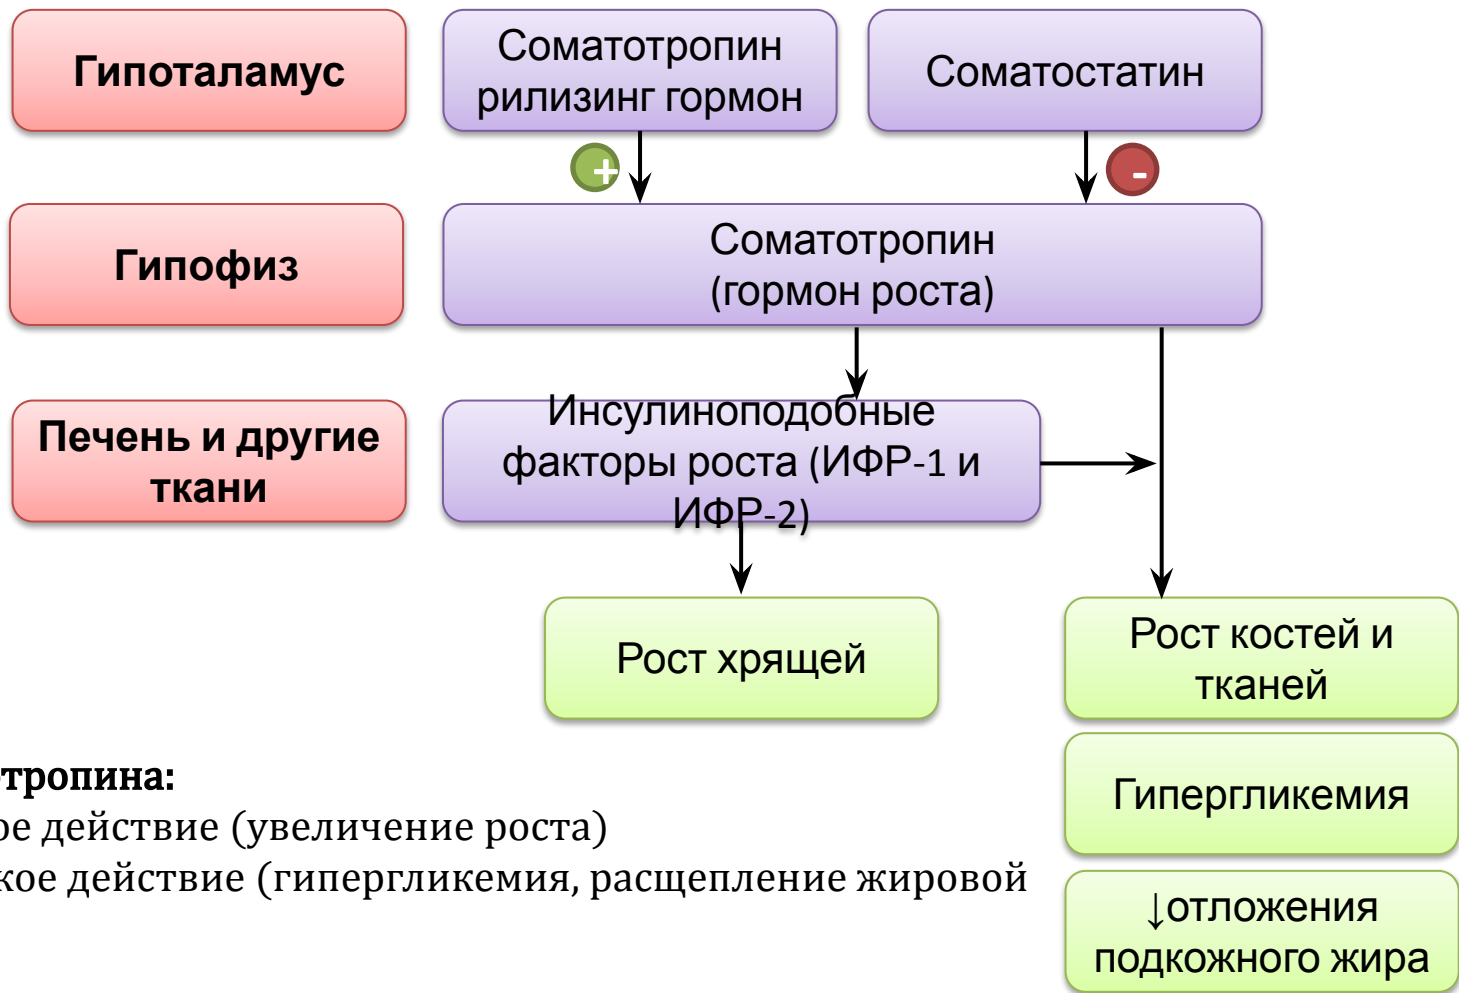 Гипоталамус
Соматотропин
рилизинг гормон
Соматостатин
+
-
Гипофиз
Соматотропин
(гормон роста)
Печень и другие
ткани
Инсулиноподобные
факторы роста (ИФР-1 и
ИФР-2)
Рост хрящей
Рост костей и
тканей
Гипергликемия
↓отложения
подкожного жира
тропина:
ое действие (увеличение роста)
кое действие (гипергликемия, расщепление жировой